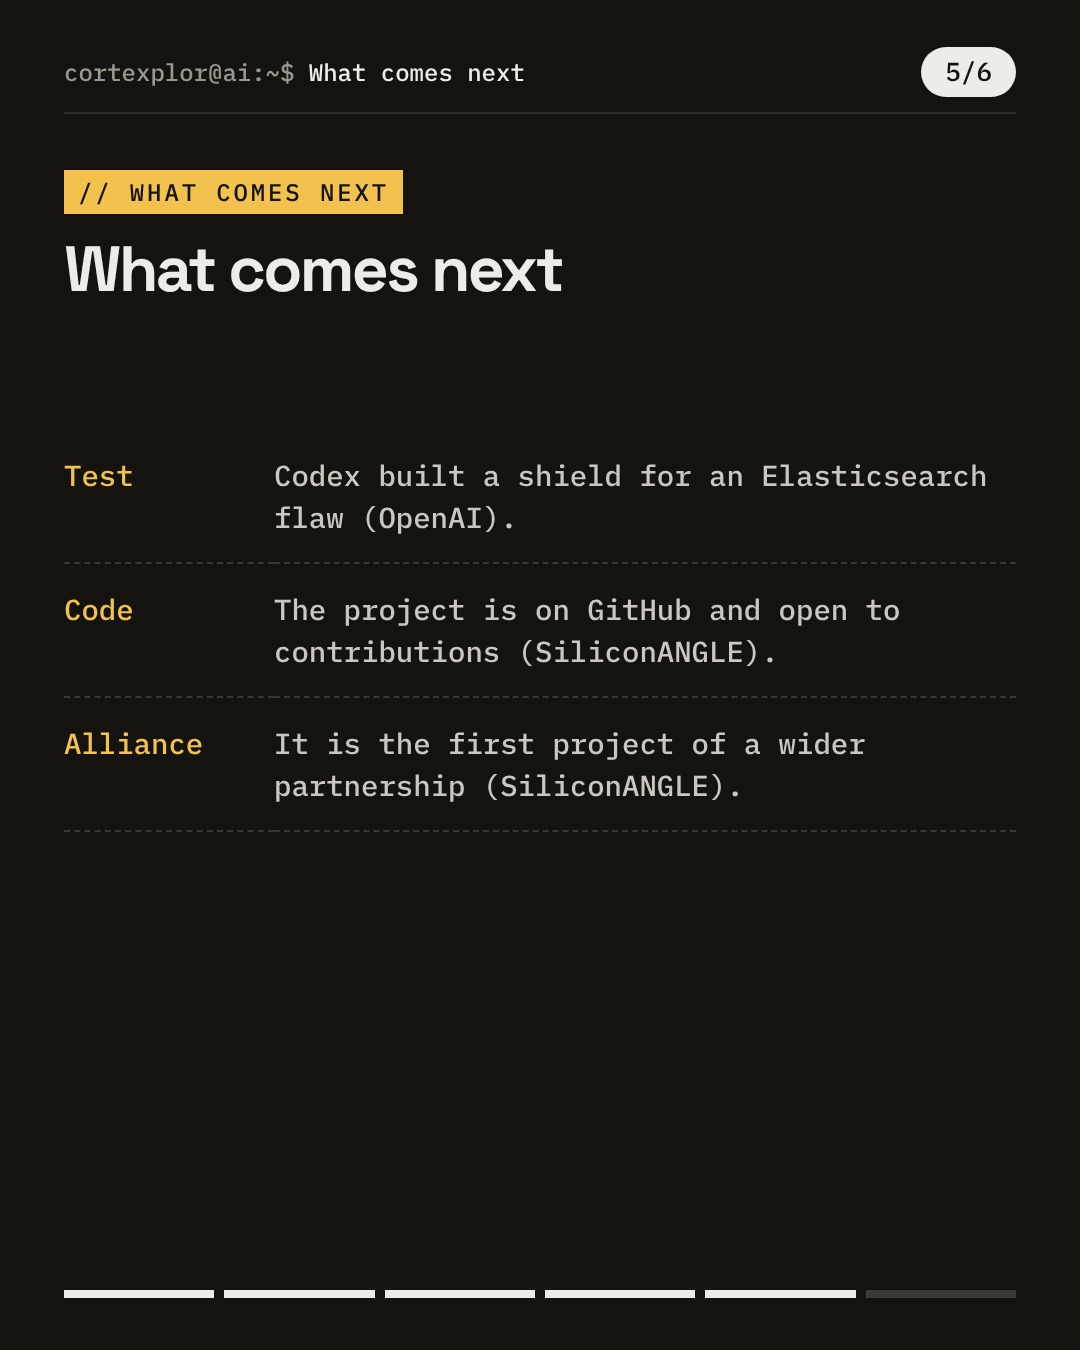 cortexplor@ai:~$ What comes next
5/6
// WHAT COMES NEXT
What comes next
Test
Codex built a shield for an Elasticsearch
flaw (OpenAI).
Code
The project is on GitHub and open to
contributions (SiliconANGLE).
Alliance
It is the first project of a wider
partnership (SiliconANGLE).